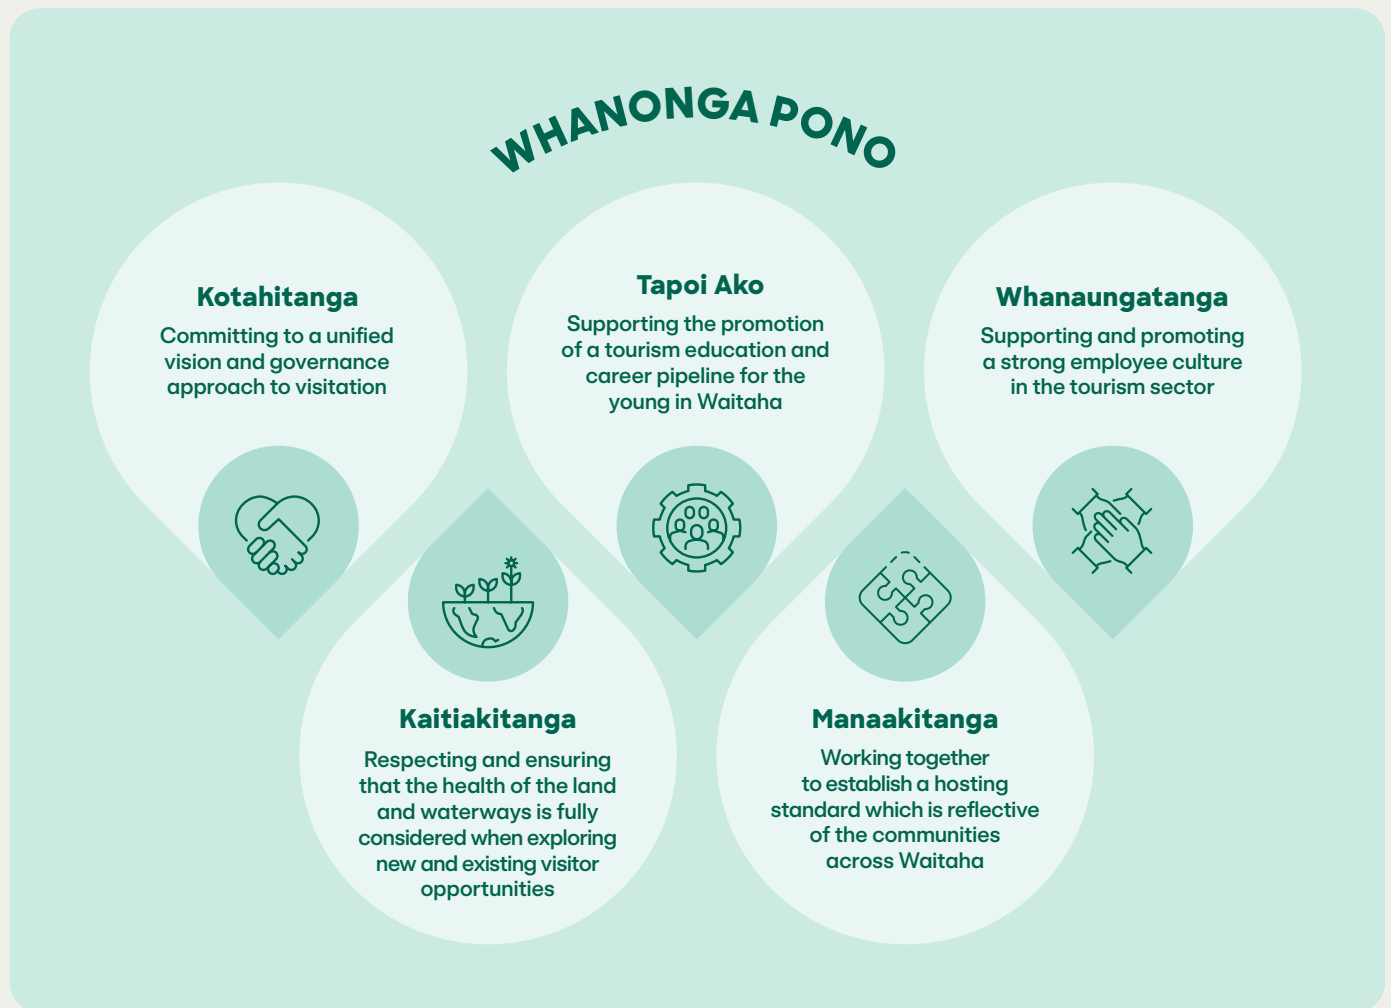 WHANONGA PONO
Kotahitanga
Committing to a unified
vision and governance
approach to visitation
Tapoi Ako
Supporting the promotion
of a tourism education and
career pipeline for the
young in Waitaha
Whanaungatanga
Supporting and promoting
a strong employee culture
in the tourism sector
Kaitiakitanga
Respecting and ensuring
that the health of the land
and waterways is fully
considered when exploring
new and existing visitor
opportunities
Manaakitanga
Working together
to establish a hosting
standard which is reflective
of the communities
across Waitaha